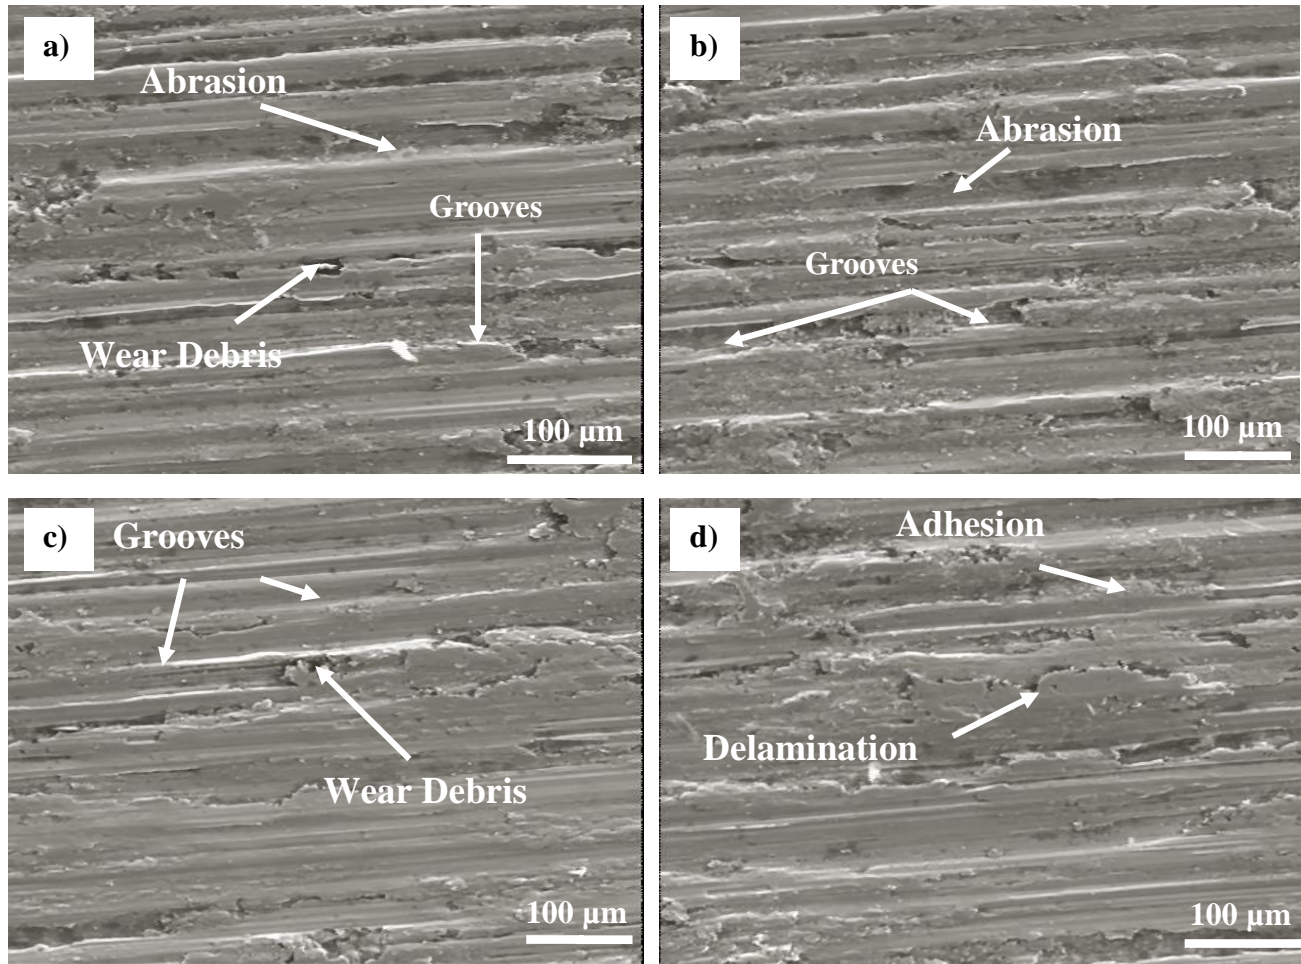 a)
Abrasion
Grooves
Wear Debris
100 µm
b)
Abrasion
Grooves
100 µm
c)
Grooves
Wear Debris
100 µm
d)
Adhesion
Delamination
100 µm